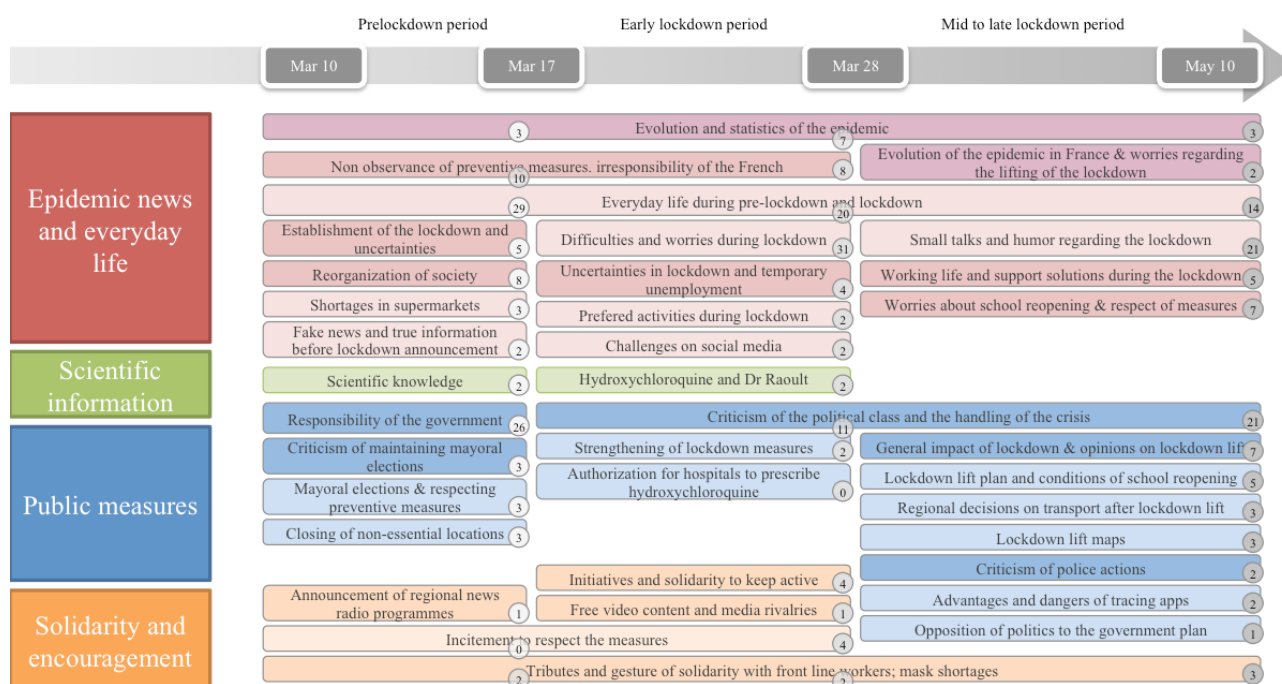 Prelockdown period
Early lockdown period
Mid to late lockdown period
Mar 10
Mar 17
Mar 28
May 10
Epidemic news
and everyday
life
Evolution and statistics of the epidemic
3
7
3
Non observance of preventive measures. irresponsibility of the French
10
8
Evolution of the epidemic in France & worries regarding
the lifting of the lockdown
2
Everyday life during pre-lockdown and lockdown
29
20
14
Establishment of the lockdown and
uncertainties
5
Difficulties and worries during lockdown
31
Small talks and humor regarding the lockdown
21
Reorganization of society
8
Uncertainties in lockdown and temporary
unemployment
4
Working life and support solutions during the lockdown
5
Shortages in supermarkets
3
Prefered activities during lockdown
2
Worries about school reopening & respect of measures
7
Fake news and true information
before lockdown announcement
2
Challenges on social media
2
Scientific
information
Scientific knowledge
2
Hydroxychloroquine and Dr Raoult
2
Public measures
Responsibility of the government
26
Criticism of the political class and the handling of the crisis
11
21
Criticism of maintaining mayoral
elections
3
Strengthening of lockdown measures
2
General impact of lockdown & opinions on lockdown lift
7
Mayoral elections & respecting
preventive measures
3
Authorization for hospitals to prescribe
hydroxychloroquine
0
Lockdown lift plan and conditions of school reopening
5
Closing of non-essential locations
3
Regional decisions on transport after lockdown lift
3
Lockdown lift maps
3
Criticism of police actions
2
Advantages and dangers of tracing apps
2
Opposition of politics to the government plan
1
Solidarity and
encouragement
Initiatives and solidarity to keep active
4
Announcement of regional news
radio programmes
1
Free video content and media rivalries
1
Incitement to respect the measures
0
4
Tributes and gesture of solidarity with front line workers; mask shortages
2
2
3